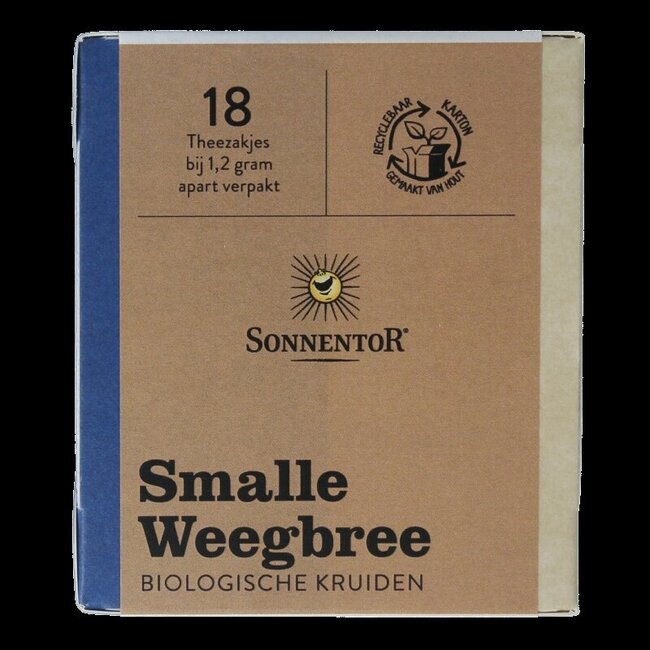 18
Theezakjes
bij 1,2 gram
apart verpakt
RECYCLEBAAR
KARTON
GEMAAKT VAN HOUT
SONNENTOR®
Smalle
Weegbree
BIOLOGISCHE KRUIDEN